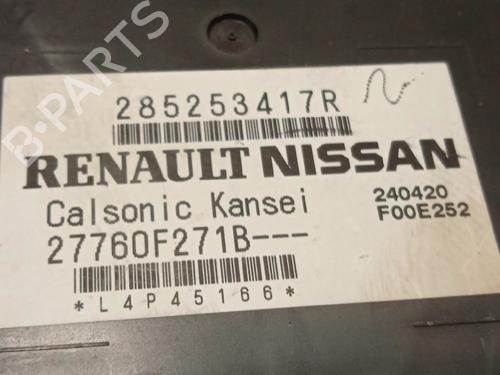 B-PARTS
285253417R
RENAULT NISSAN
Calsonic Kansei
240420
27760F271B---
F00E252
*L4P45166*